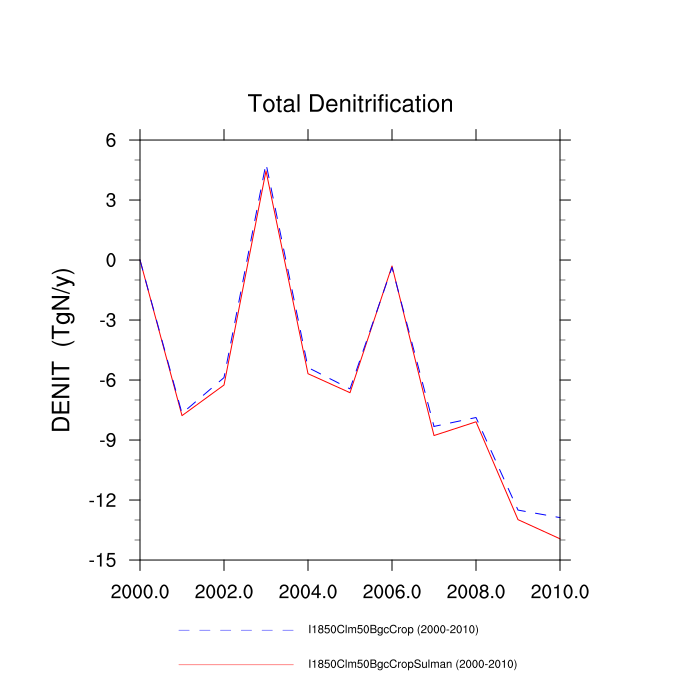 Total Denitrification
DENIT (TgN/y)
6
3
0
-3
-6
-9
-12
-15
2000.0 2002.0 2004.0 2006.0 2008.0 2010.0
I1850Clm50BgcCrop (2000-2010)
I1850Clm50BgcCropSulman (2000-2010)